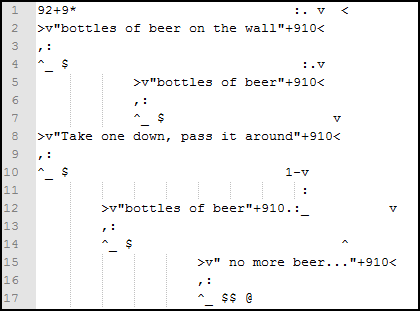 1 92+9*                           :. v  <
2 >v"bottles of beer on the wall"+910<
3 ,:
4 ^_ $                             :.v
5             >v"bottles of beer"+910<
6             ,:
7             ^_ $                     v
8 >v"Take one down, pass it around"+910<
9 ,:
10 ^_ $                           1-v
11                                  :
12         >v"bottles of beer"+910.:_          v
13         ,:
14         ^_ $                          ^
15                     >v" no more beer..."+910<
16                     ,:
17                     ^_ $$ @